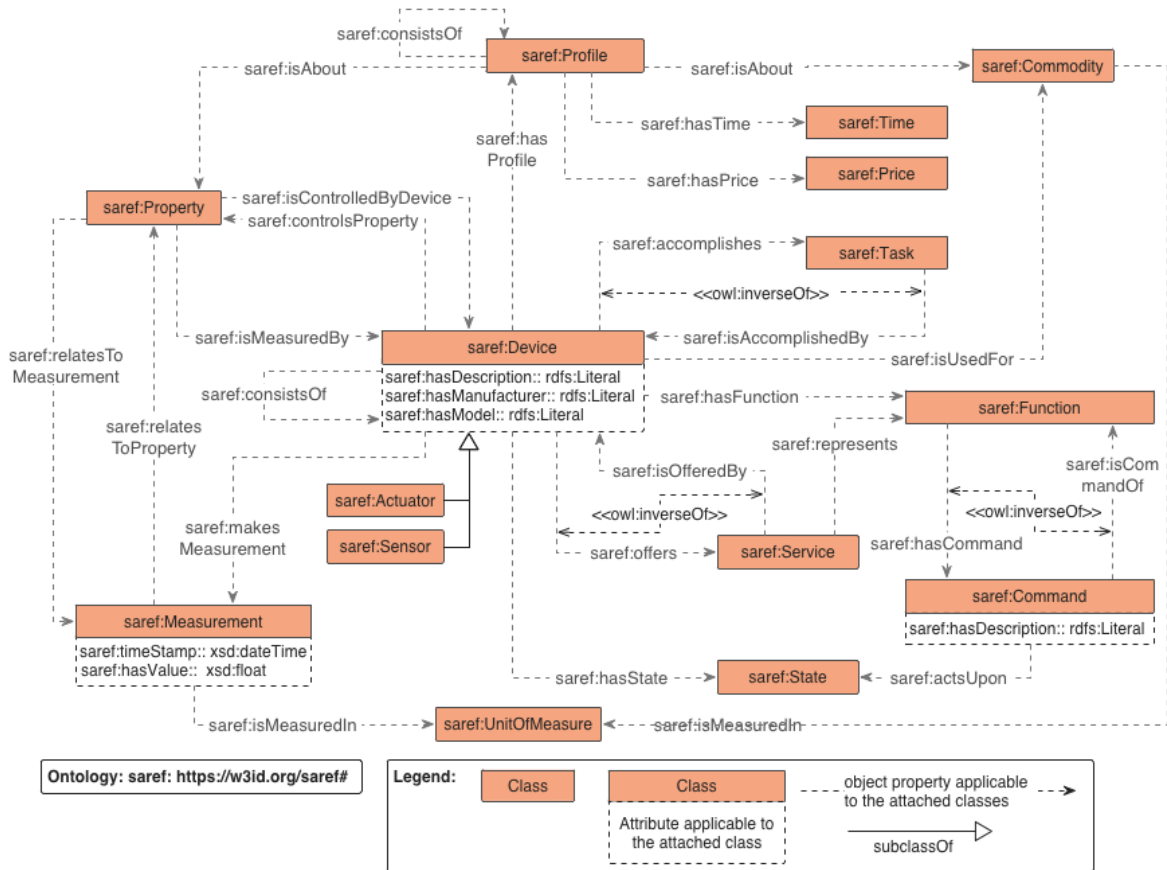 saref:consistsOf
saref:Profile
saref:isAbout
saref:isAbout
saref:Commodity
saref:hasTime
saref:Time
saref:has
Profile
saref:hasPrice
saref:Price
saref:Property
saref:isControlledByDevice
saref:controlsProperty
saref:accomplishes
saref:Task
<<owl:inverseOf>>
saref:isMeasuredBy
saref:isAccomplishedBy
saref:relatesTo
Measurement
saref:Device
saref:isUsedFor
saref:hasDescription:: rdfs:Literal
saref:hasManufacturer:: rdfs:Literal
saref:hasModel:: rdfs:Literal
saref:consistsOf
saref:hasFunction
saref:Function
saref:relates
ToProperty
saref:represents
saref:isOfferedBy
saref:isCom
mandOf
saref:Actuator
<<owl:inverseOf>>
<<owl:inverseOf>>
saref:makes
Measurement
saref:Sensor
saref:offers
saref:Service
saref:hasCommand
saref:Command
saref:hasDescription:: rdfs:Literal
saref:Measurement
saref:timeStamp:: xsd:dateTime
saref:hasValue:: xsd:float
saref:hasState
saref:State
saref:actsUpon
saref:isMeasuredIn
saref:UnitOfMeasure
saref:isMeasuredIn
Ontology: saref: https://w3id.org/saref#
Legend:
Class
Class
Attribute applicable to
the attached class
object property applicable
to the attached classes
subclassOf